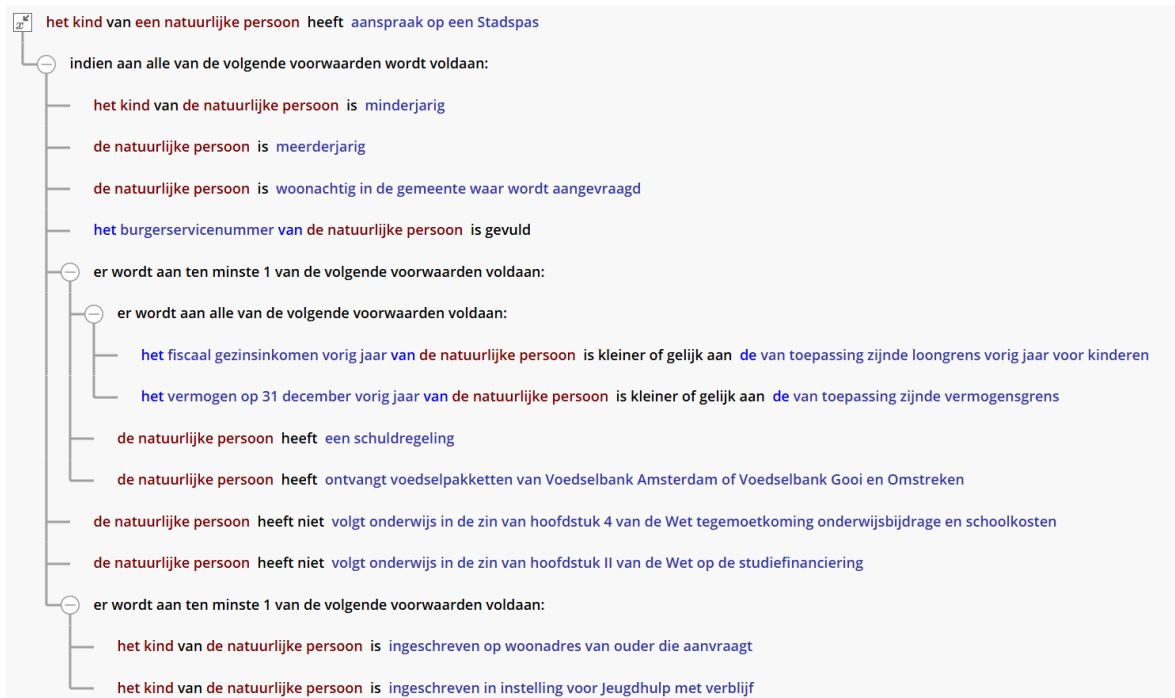 het kind van een natuurlijke persoon heeft aanspraak op een Stadspas
indien aan alle van de volgende voorwaarden wordt voldaan:
het kind van de natuurlijke persoon is minderjarig
de natuurlijke persoon is meerderjarig
de natuurlijke persoon is woonachtig in de gemeente waar wordt aangevraagd
het burgerservicenummer van de natuurlijke persoon is gevuld
er wordt aan ten minste 1 van de volgende voorwaarden voldaan:
er wordt aan alle van de volgende voorwaarden voldaan:
het fiscaal gezinsinkomen vorig jaar van de natuurlijke persoon is kleiner of gelijk aan de van toepassing zijnde loongrens vorig jaar voor kinderen
het vermogen op 31 december vorig jaar van de natuurlijke persoon is kleiner of gelijk aan de van toepassing zijnde vermogensgrens
de natuurlijke persoon heeft een schuldregeling
de natuurlijke persoon heeft ontvangt voedselpakketten van Voedselbank Amsterdam of Voedselbank Gooi en Omstreken
de natuurlijke persoon heeft niet volgt onderwijs in de zin van hoofdstuk 4 van de Wet tegemoetkoming onderwijsbijdrage en schoolkosten
de natuurlijke persoon heeft niet volgt onderwijs in de zin van hoofdstuk II van de Wet op de studiefinanciering
er wordt aan ten minste 1 van de volgende voorwaarden voldaan:
het kind van de natuurlijke persoon is ingeschreven op woonadres van ouder die aanvraagt
het kind van de natuurlijke persoon is ingeschreven in instelling voor Jeugdhulp met verblijf